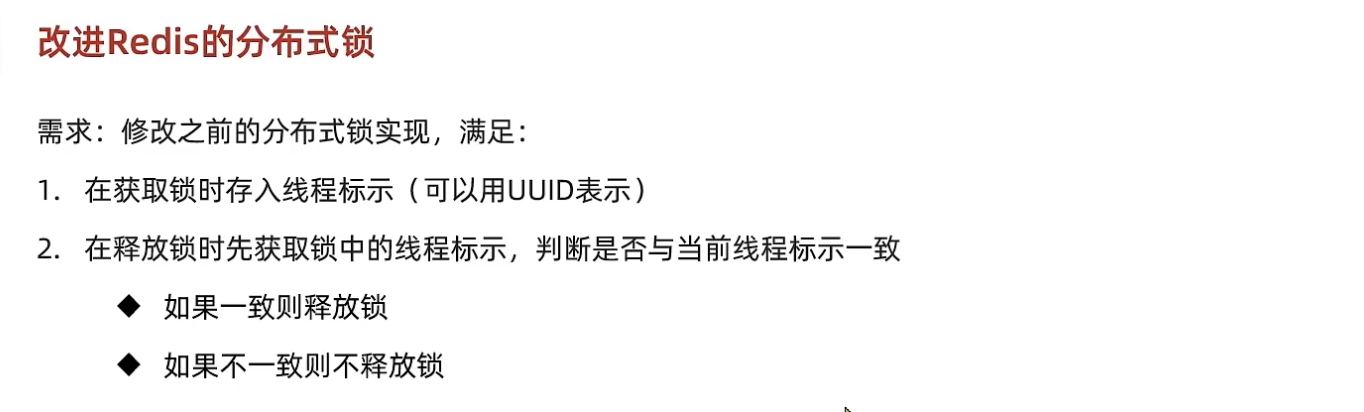 改进Redis的分布式锁
需求：修改之前的分布式锁实现，满足：
1. 在获取锁时存入线程标示（可以用UUID表示）
2. 在释放锁时先获取锁中的线程标示，判断是否与当前线程标示一致
◆ 如果一致则释放锁
◆ 如果不一致则不释放锁